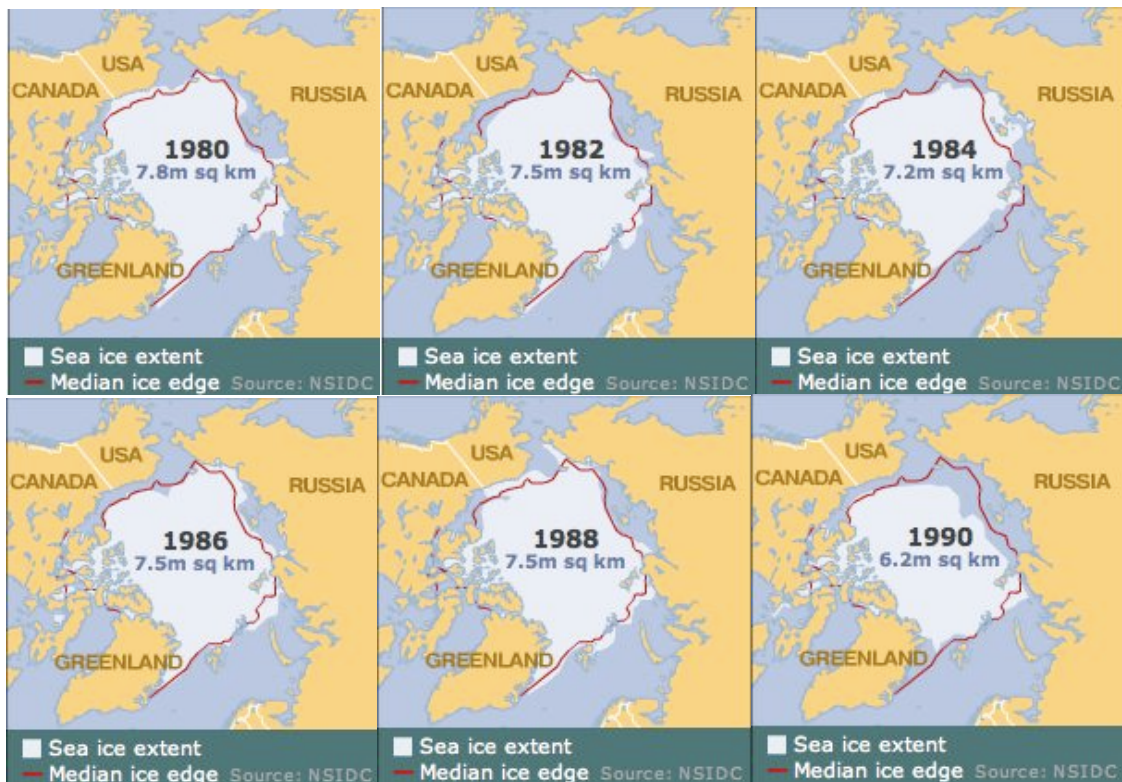 USA
CANADA
RUSSIA
1980
7.8m sq km
GREENLAND
Sea ice extent
Median ice edge Source: NSIDC
USA
CANADA
RUSSIA
1982
7.5m sq km
GREENLAND
Sea ice extent
Median ice edge Source: NSIDC
USA
CANADA
RUSSIA
1984
7.2m sq km
GREENLAND
Sea ice extent
Median ice edge Source: NSIDC
USA
CANADA
RUSSIA
1986
7.5m sq km
GREENLAND
Sea ice extent
Median ice edge Source: NSIDC
USA
CANADA
RUSSIA
1988
7.5m sq km
GREENLAND
Sea ice extent
Median ice edge Source: NSIDC
USA
CANADA
RUSSIA
1990
6.2m sq km
GREENLAND
Sea ice extent
Median ice edge Source: NSIDC